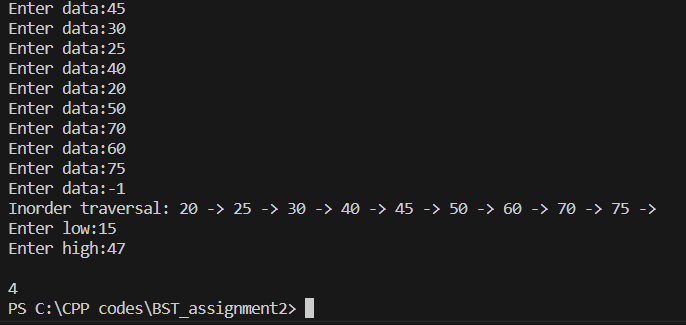 Enter data:45
Enter data:30
Enter data:25
Enter data:40
Enter data:20
Enter data:50
Enter data:70
Enter data:60
Enter data:75
Enter data:-1
Inorder traversal: 20 -> 25 -> 30 -> 40 -> 45 -> 50 -> 60 -> 70 -> 75 ->
Enter low:15
Enter high:47
4
PS C:\CPP codes\BST_assignment2>